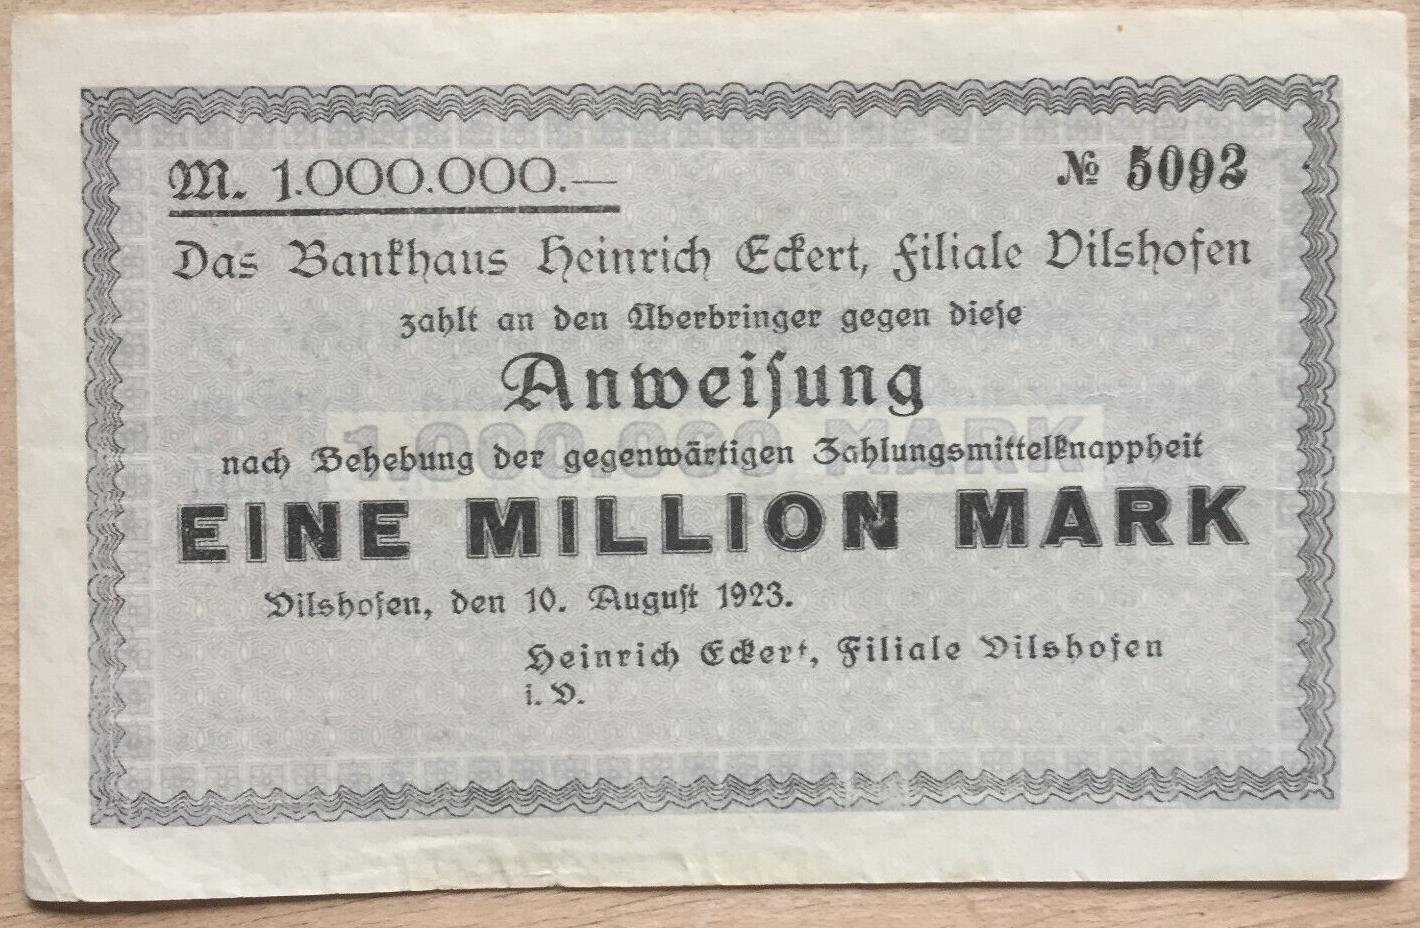 M. 1.000.000.—
№ 5092
Das Bankhaus Heinrich Eckert, Filiale Vilshofen
zahlt an den Überbringer gegen diese
Anweiſung
1.000.000 MARK
nach Behebung der gegenwärtigen Zahlungsmittelknappheit
EINE MILLION MARK
Vilshofen, den 10. Auguſt 1923.
Heinrich Eckert, Filiale Vilshofen
i. V.